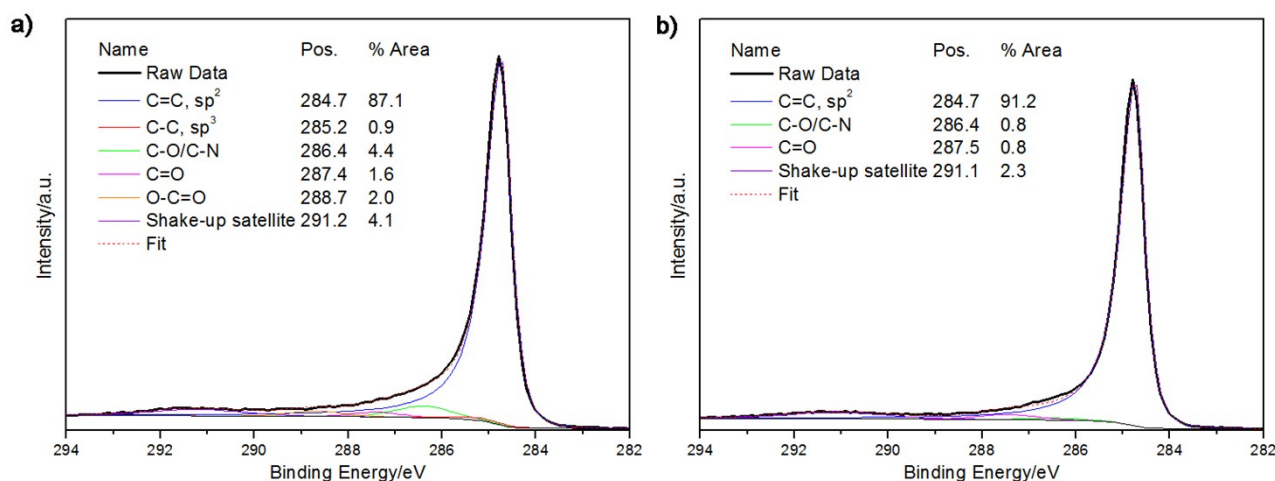 a)
Name Pos. % Area
Raw Data
C=C, sp² 284.7 87.1
C-C, sp³ 285.2 0.9
C-O/C-N 286.4 4.4
C=O 287.4 1.6
O-C=O 288.7 2.0
Shake-up satellite 291.2 4.1
Fit
Intensity/a.u.
294 292 290 288 286 284 282
Binding Energy/eV
b)
Name Pos. % Area
Raw Data
C=C, sp² 284.7 91.2
C-O/C-N 286.4 0.8
C=O 287.5 0.8
Shake-up satellite 291.1 2.3
Fit
Intensity/a.u.
294 292 290 288 286 284 282
Binding Energy/eV